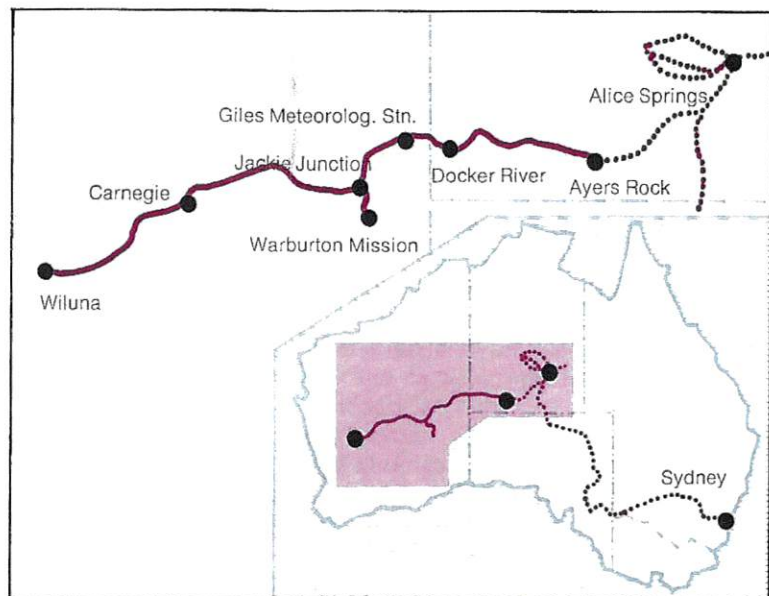 Alice Springs
Giles Meteorolog. Stn.
Jackie Junction
Docker River
Ayers Rock
Carnegie
Warburton Mission
Wiluna
Sydney